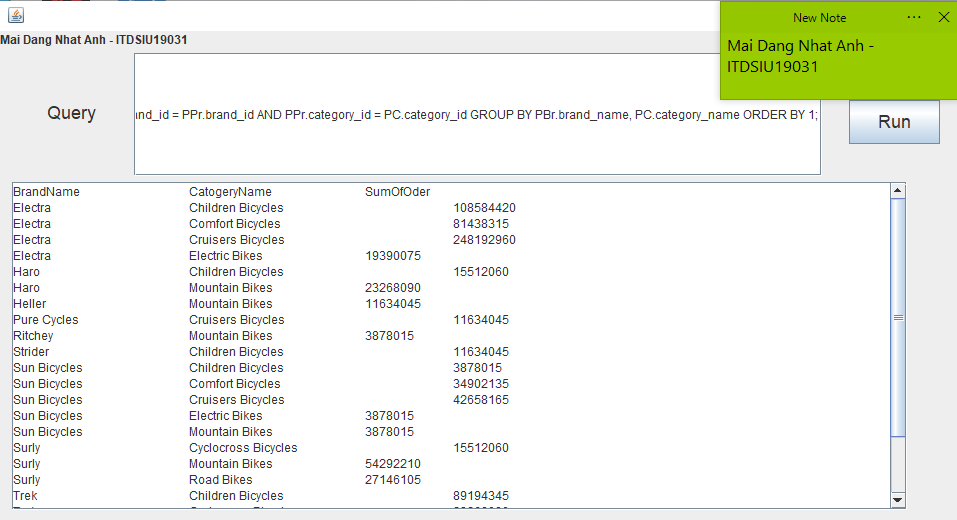 New Note
Mai Dang Nhat Anh - ITDSIU19031
Mai Dang Nhat Anh -
ITDSIU19031
Query
and_id = PPr.brand_id AND PPr.category_id = PC.category_id GROUP BY PBr.brand_name, PC.category_name ORDER BY 1;
Run
BrandName CatogeryName SumOfOder
Electra Children Bicycles 108584420
Electra Comfort Bicycles 81438315
Electra Cruisers Bicycles 248192960
Electra Electric Bikes 19390075
Haro Children Bicycles 15512060
Haro Mountain Bikes 23268090
Heller Mountain Bikes 11634045
Pure Cycles Cruisers Bicycles 11634045
Ritchey Mountain Bikes 3878015
Strider Children Bicycles 11634045
Sun Bicycles Children Bicycles 3878015
Sun Bicycles Comfort Bicycles 34902135
Sun Bicycles Cruisers Bicycles 42658165
Sun Bicycles Electric Bikes 3878015
Sun Bicycles Mountain Bikes 3878015
Surly Cyclocross Bicycles 15512060
Surly Mountain Bikes 54292210
Surly Road Bikes 27146105
Trek Children Bicycles 89194345